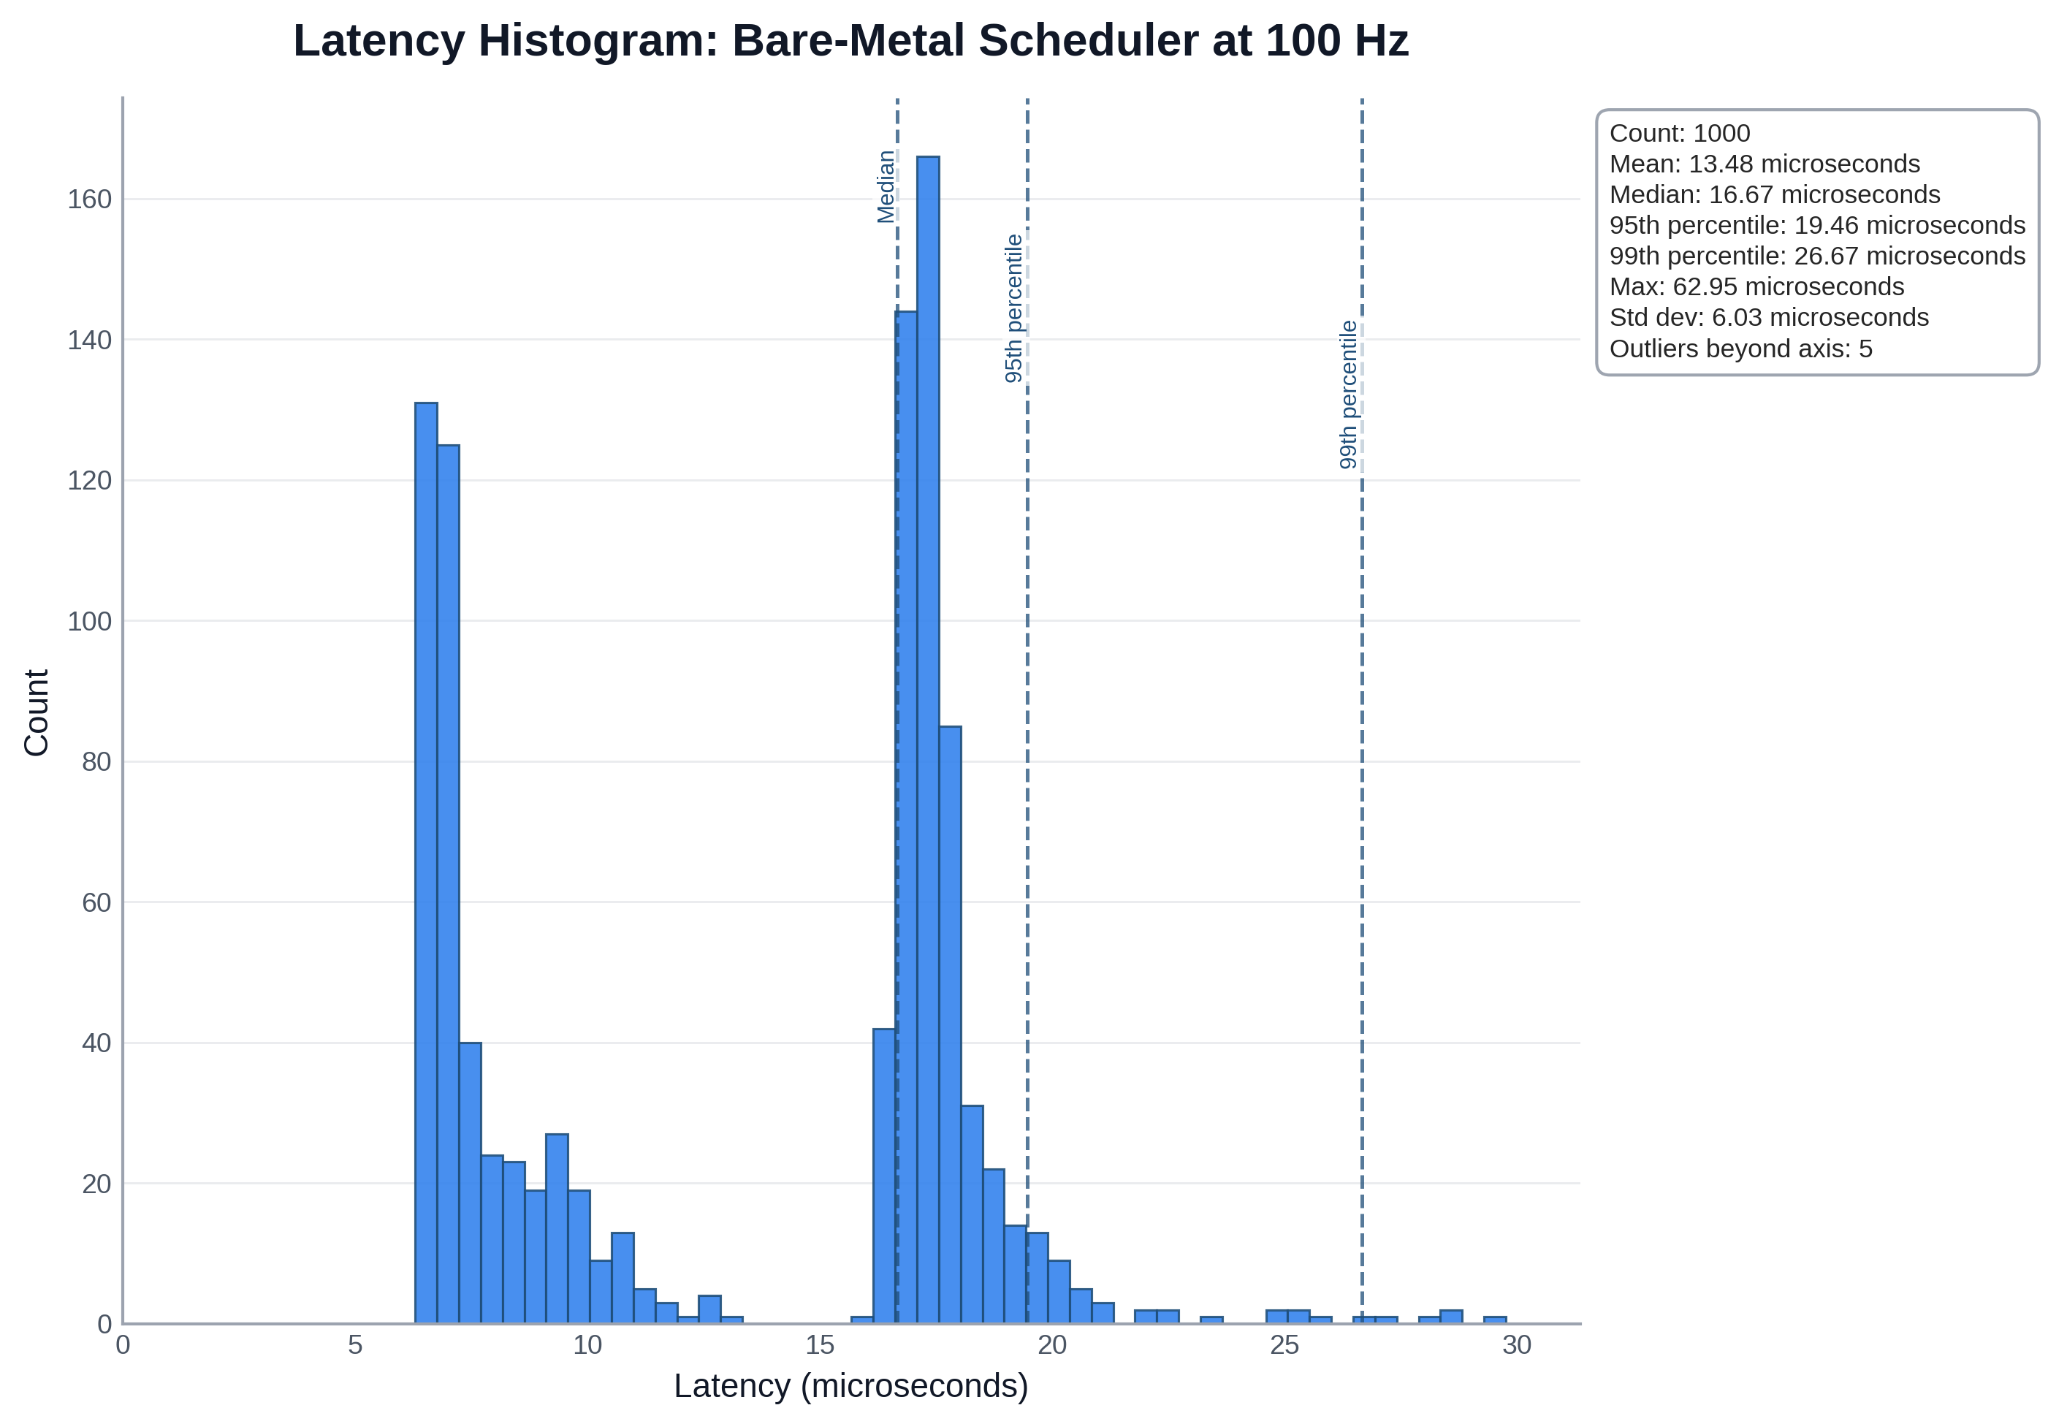 Latency Histogram: Bare-Metal Scheduler at 100 Hz
Count: 1000
Mean: 13.48 microseconds
Median: 16.67 microseconds
95th percentile: 19.46 microseconds
99th percentile: 26.67 microseconds
Max: 62.95 microseconds
Std dev: 6.03 microseconds
Outliers beyond axis: 5
Median
95th percentile
99th percentile
Count
160
140
120
100
80
60
40
20
0
0 5 10 15 20 25 30
Latency (microseconds)